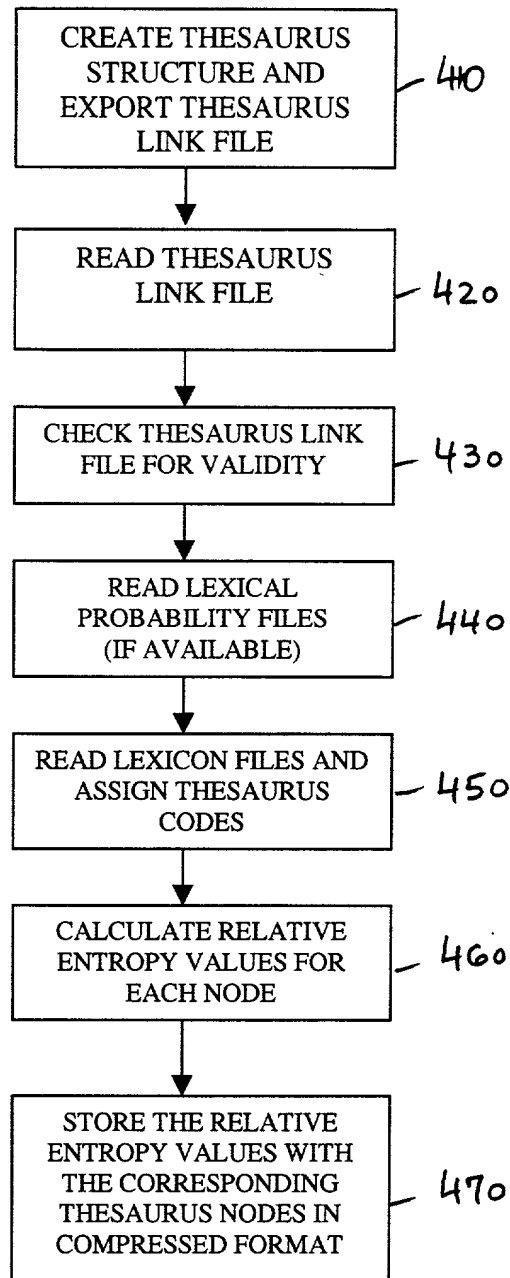 CREATE THESAURUS
STRUCTURE AND
EXPORT THESAURUS
LINK FILE
410
READ THESAURUS
LINK FILE
420
CHECK THESAURUS LINK
FILE FOR VALIDITY
430
READ LEXICAL
PROBABILITY FILES
(IF AVAILABLE)
440
READ LEXICON FILES AND
ASSIGN THESAURUS
CODES
450
CALCULATE RELATIVE
ENTROPY VALUES FOR
EACH NODE
460
STORE THE RELATIVE
ENTROPY VALUES WITH
THE CORRESPONDING
THESAURUS NODES IN
COMPRESSED FORMAT
470